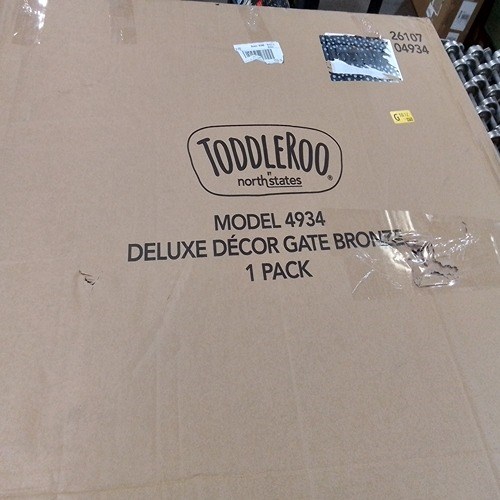 26107
04934
G
TODDLEROO
BY
northstates®
MODEL 4934
DELUXE DÉCOR GATE BRONZE
1 PACK